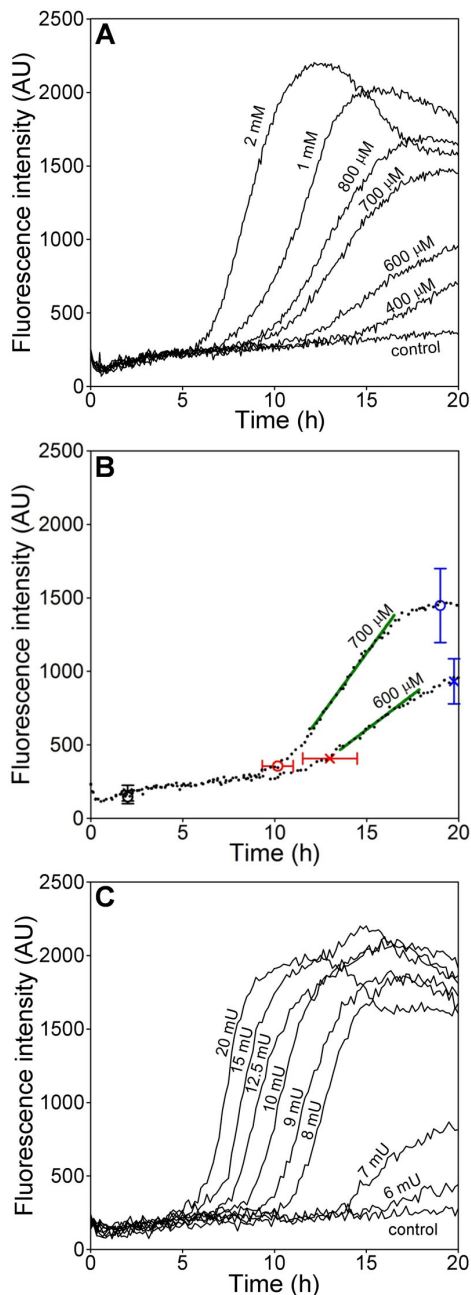 A
Fluorescence intensity (AU)
2500
2000
1500
1000
500
0
2 mM
1 mM
800 µM
700 µM
600 µM
400 µM
control
0 5 10 15 20
Time (h)
B
Fluorescence intensity (AU)
2500
2000
1500
1000
500
0
700 µM
600 µM
0 5 10 15 20
Time (h)
C
Fluorescence intensity (AU)
2500
2000
1500
1000
500
0
20 mU
15 mU
12.5 mU
10 mU
9 mU
8 mU
7 mU
6 mU
control
0 5 10 15 20
Time (h)